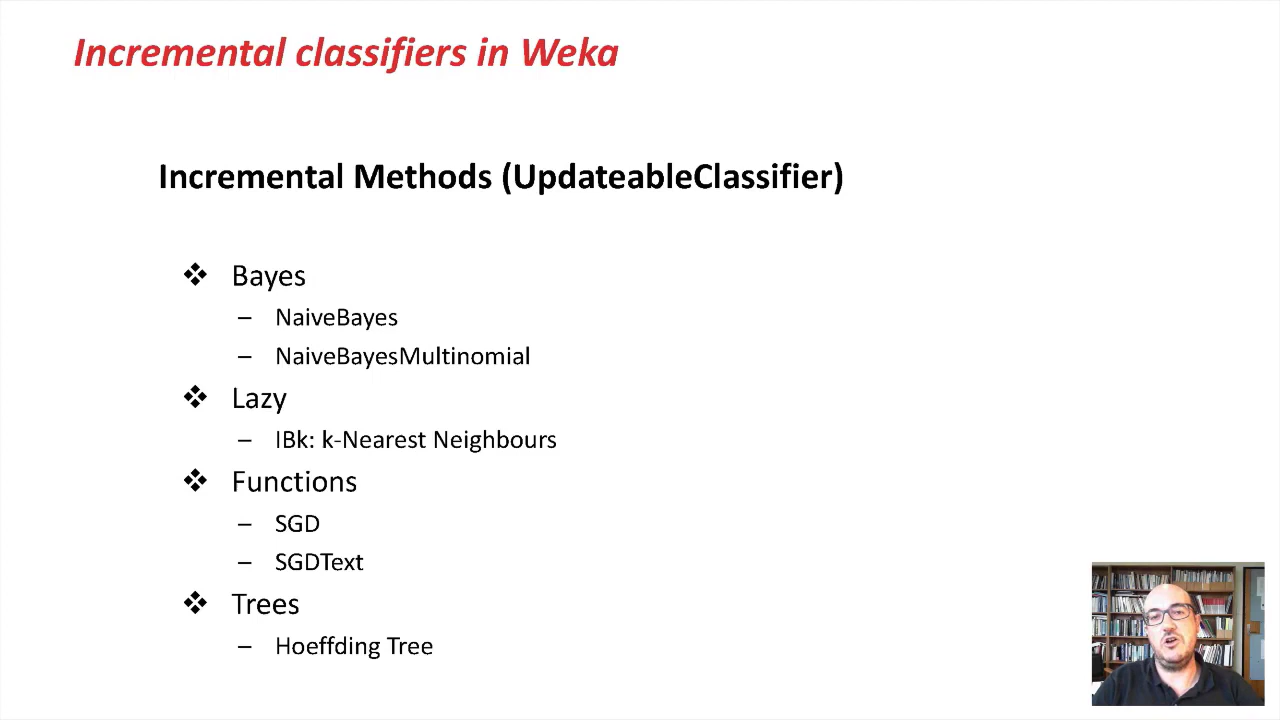 Incremental classifiers in Weka
Incremental Methods (UpdateableClassifier)
❖ Bayes
– NaiveBayes
– NaiveBayesMultinomial
❖ Lazy
– IBk: k-Nearest Neighbours
❖ Functions
– SGD
– SGDText
❖ Trees
– Hoeffding Tree